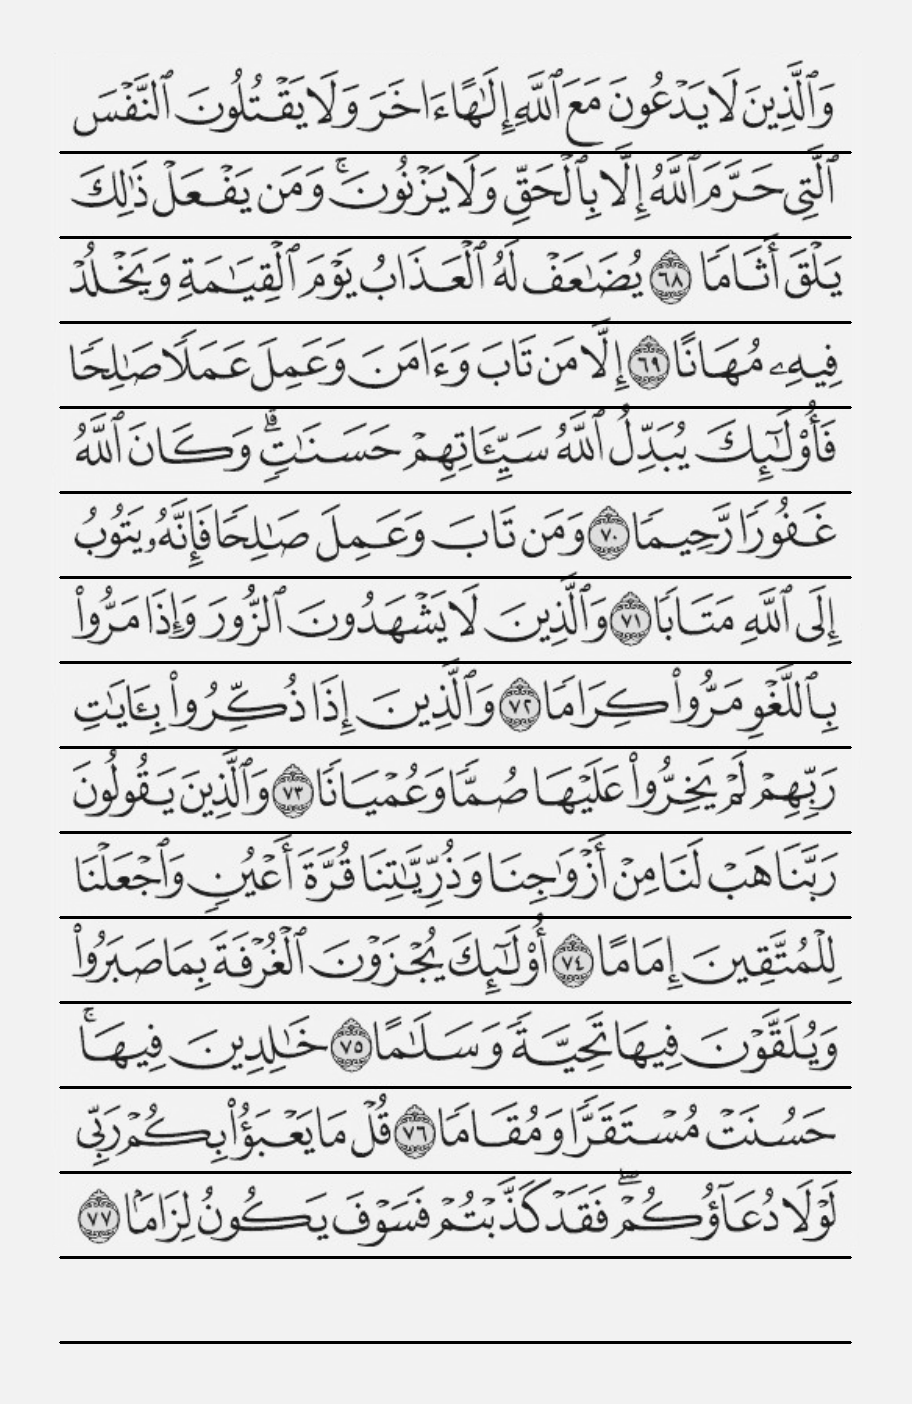 وَٱلَّذِينَ لَا يَدْعُونَ مَعَ ٱللَّهِ إِلَـٰهًا ءَاخَرَ وَلَا يَقْتُلُونَ ٱلنَّفْسَ
ٱلَّتِى حَرَّمَ ٱللَّهُ إِلَّا بِٱلْحَقِّ وَلَا يَزْنُونَ ۚ وَمَن يَفْعَلْ ذَٰلِكَ
يَلْقَ أَثَامًا ٦٨ يُضَـٰعَفْ لَهُ ٱلْعَذَابُ يَوْمَ ٱلْقِيَـٰمَةِ وَيَخْلُدْ
فِيهِۦ مُهَانًا ٦٩ إِلَّا مَن تَابَ وَءَامَنَ وَعَمِلَ عَمَلًا صَـٰلِحًا
فَأُو۟لَـٰٓئِكَ يُبَدِّلُ ٱللَّهُ سَيِّـَٔاتِهِمْ حَسَنَـٰتٍ ۗ وَكَانَ ٱللَّهُ
غَفُورًا رَّحِيمًا ٧٠ وَمَن تَابَ وَعَمِلَ صَـٰلِحًا فَإِنَّهُۥ يَتُوبُ
إِلَى ٱللَّهِ مَتَابًا ٧١ وَٱلَّذِينَ لَا يَشْهَدُونَ ٱلزُّورَ وَإِذَا مَرُّوا۟
بِٱللَّغْوِ مَرُّوا۟ كِرَامًا ٧٢ وَٱلَّذِينَ إِذَا ذُكِّرُوا۟ بِـَٔايَـٰتِ
رَبِّهِمْ لَمْ يَخِرُّوا۟ عَلَيْهَا صُمًّا وَعُمْيَانًا ٧٣ وَٱلَّذِينَ يَقُولُونَ
رَبَّنَا هَبْ لَنَا مِنْ أَزْوَٰجِنَا وَذُرِّيَّـٰتِنَا قُرَّةَ أَعْيُنٍ وَٱجْعَلْنَا
لِلْمُتَّقِينَ إِمَامًا ٧٤ أُو۟لَـٰٓئِكَ يُجْزَوْنَ ٱلْغُرْفَةَ بِمَا صَبَرُوا۟
وَيُلَقَّوْنَ فِيهَا تَحِيَّةً وَسَلَـٰمًا ٧٥ خَـٰلِدِينَ فِيهَا ۚ
حَسُنَتْ مُسْتَقَرًّا وَمُقَامًا ٧٦ قُلْ مَا يَعْبَؤُا۟ بِكُمْ رَبِّى
لَوْلَا دُعَآؤُكُمْ ۖ فَقَدْ كَذَّبْتُمْ فَسَوْفَ يَكُونُ لِزَامًۢا ٧٧